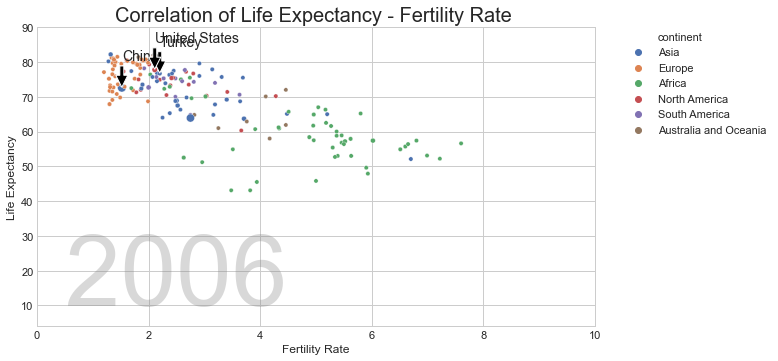 Correlation of Life Expectancy - Fertility Rate
United States
Turkey
China
continent
Asia
Europe
Africa
North America
South America
Australia and Oceania
Life Expectancy
90
80
70
60
50
40
30
20
10
2006
0 2 4 6 8 10
Fertility Rate